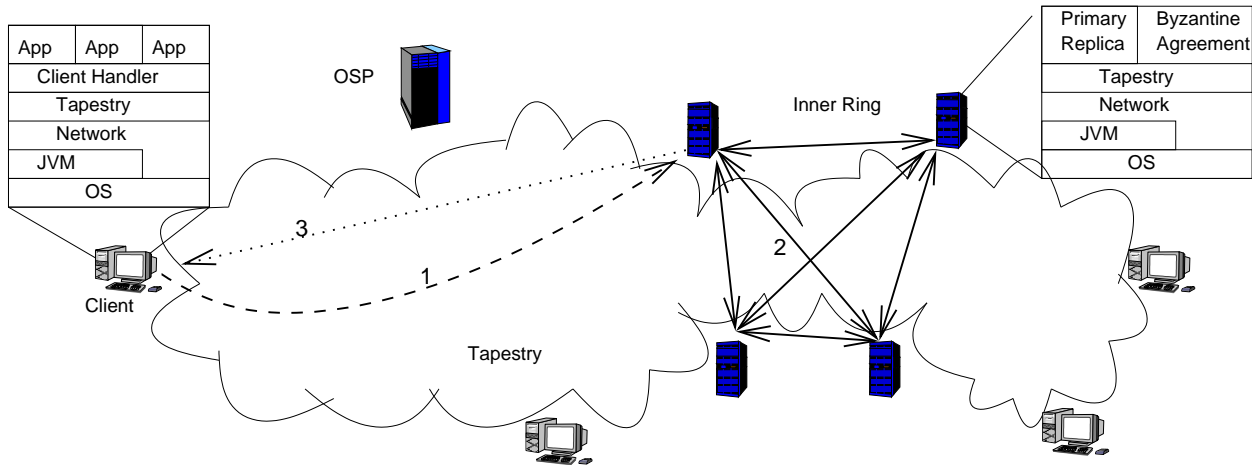 App App App
Client Handler
Tapestry
Network
JVM
OS
OSP
Inner Ring
Primary Replica
Byzantine Agreement
Tapestry
Network
JVM
OS
3
1
2
Client
Tapestry